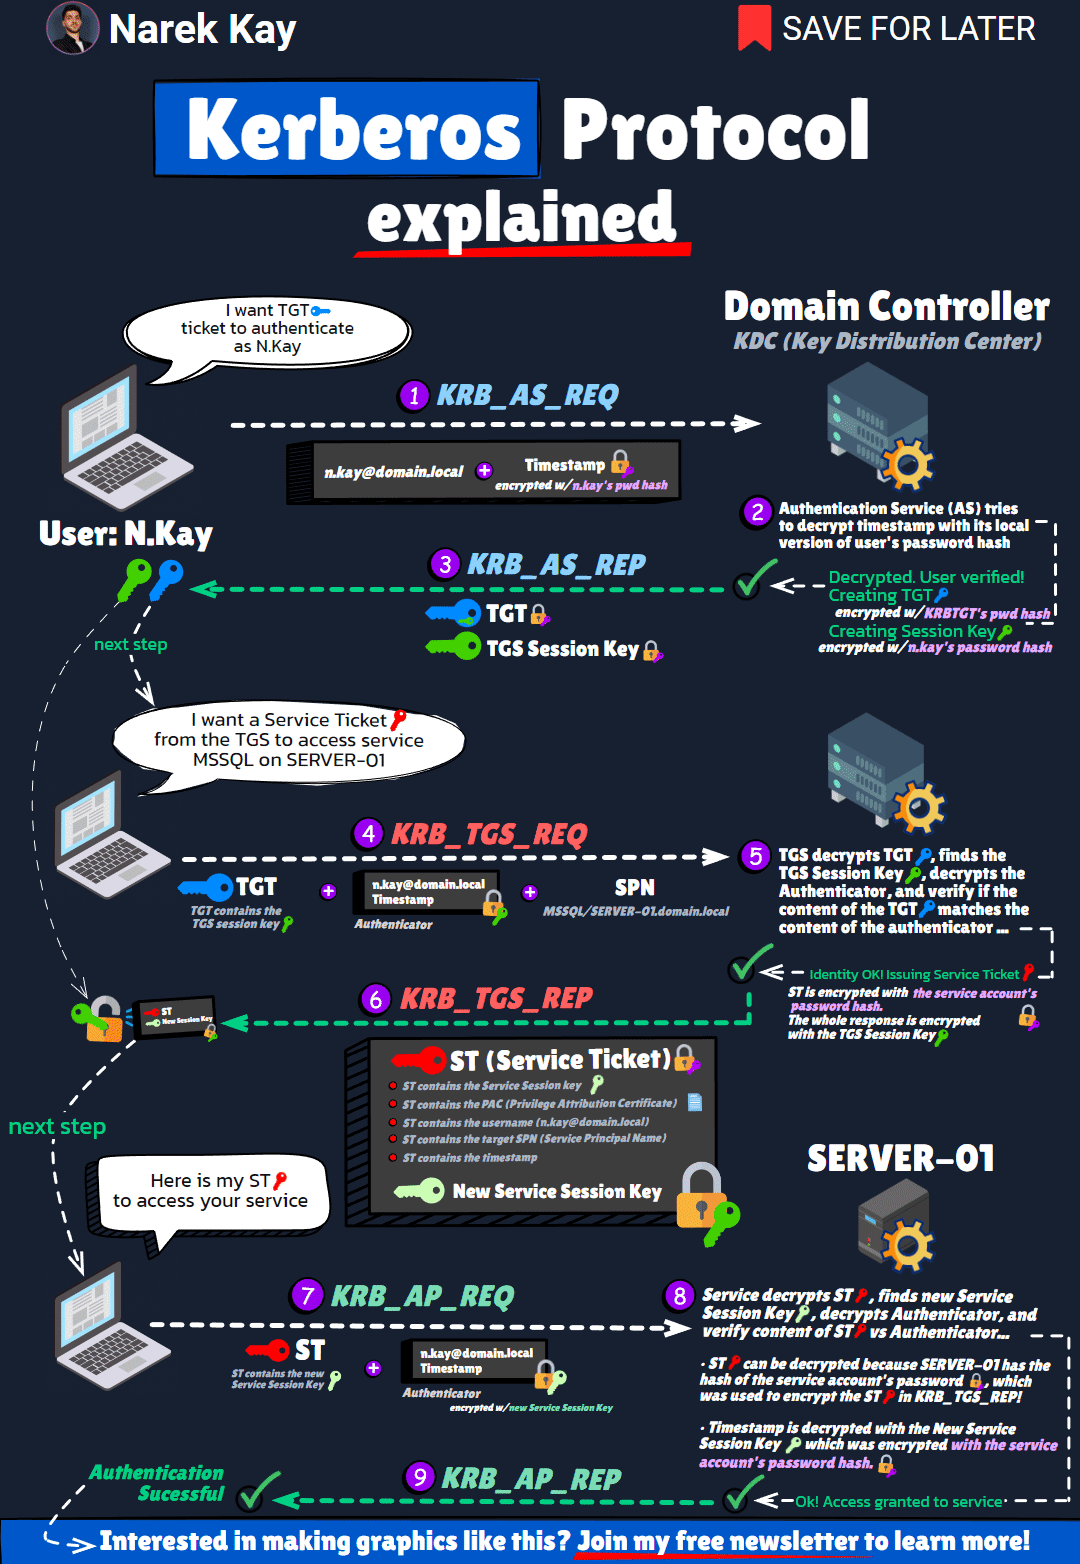 Narek Kay
SAVE FOR LATER
Kerberos Protocol
explained
I want TGT
ticket to authenticate
as N.Kay
Domain Controller
KDC (Key Distribution Center)
1 KRB_AS_REQ
n.kay@domain.local + Timestamp
encrypted w/n.kay's pwd hash
User: N.Kay
2 Authentication Service (AS) tries
to decrypt timestamp with its local
version of user's password hash
3 KRB_AS_REP
Decrypted. User verified!
Creating TGT
encrypted w/KRBTGT's pwd hash
Creating Session Key
encrypted w/n.kay's password hash
TGT
TGS Session Key
next step
I want a Service Ticket
from the TGS to access service
MSSQL on SERVER-01
4 KRB_TGS_REQ
TGT
TGT contains the
TGS session key
+
n.kay@domain.local
Timestamp
Authenticator
+
SPN
MSSQL/SERVER-01.domain.local
5 TGS decrypts TGT, finds the
TGS Session Key, decrypts the
Authenticator, and verify if the
content of the TGT matches the
content of the authenticator ...
Identity OK! Issuing Service Ticket
ST is encrypted with the service account's
password hash.
The whole response is encrypted
with the TGS Session Key
6 KRB_TGS_REP
ST
New Session Key
ST (Service Ticket)
ST contains the Service Session key
ST contains the PAC (Privilege Attribution Certificate)
ST contains the username (n.kay@domain.local)
ST contains the target SPN (Service Principal Name)
ST contains the timestamp
New Service Session Key
next step
Here is my ST
to access your service
SERVER-01
7 KRB_AP_REQ
ST
ST contains the new
Service Session Key
+
n.kay@domain.local
Timestamp
Authenticator
encrypted w/new Service Session Key
8 Service decrypts ST, finds new Service
Session Key, decrypts Authenticator, and
verify content of ST vs Authenticator...
· ST can be decrypted because SERVER-01 has the
hash of the service account's password, which
was used to encrypt the ST in KRB_TGS_REP!
· Timestamp is decrypted with the New Service
Session Key which was encrypted with the service
account's password hash.
Ok! Access granted to service
9 KRB_AP_REP
Authentication
Sucessful
Interested in making graphics like this? Join my free newsletter to learn more!